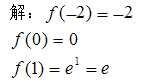 解：f(-2)=-2
f(0)=0
f(1)=e¹=e